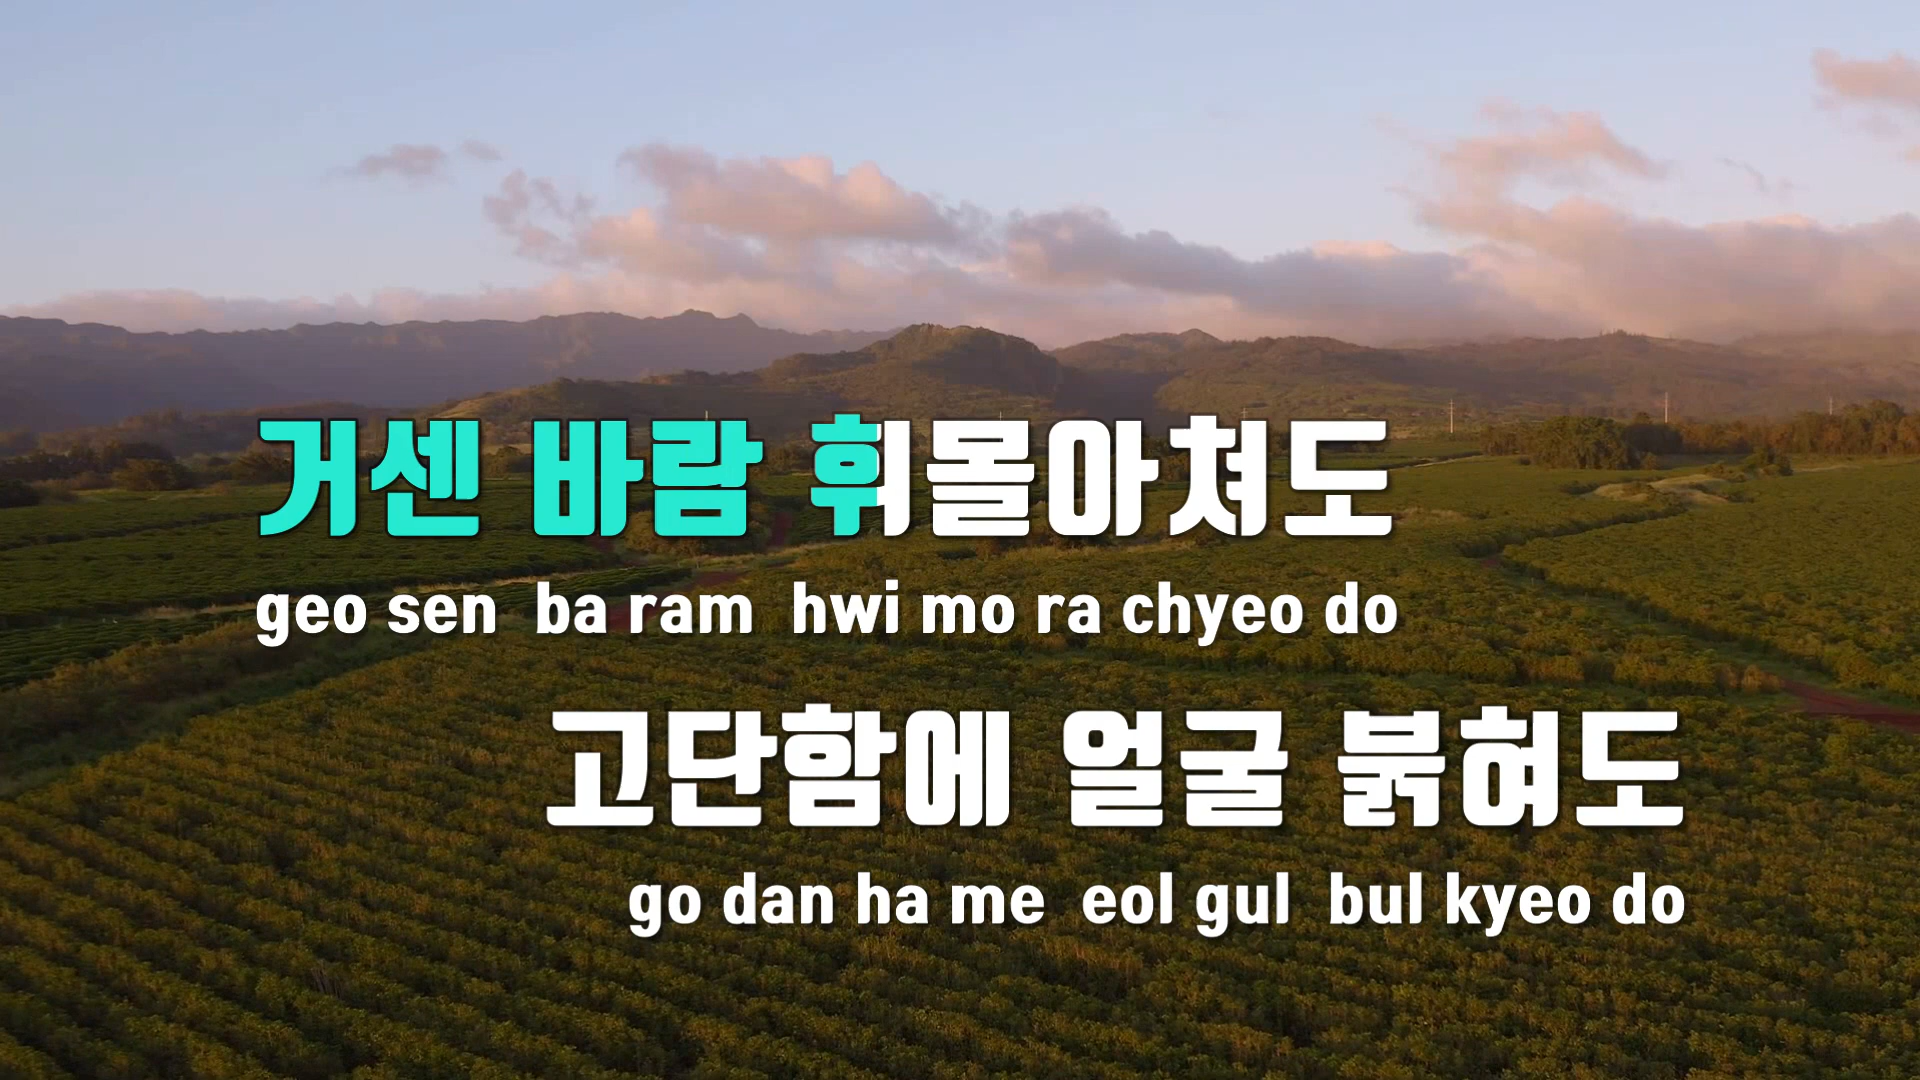 거센 바람 휘몰아쳐도
geo sen ba ram hwi mo ra chyeo do
고단함에 얼굴 붉혀도
go dan ha me eol gul bul kyeo do